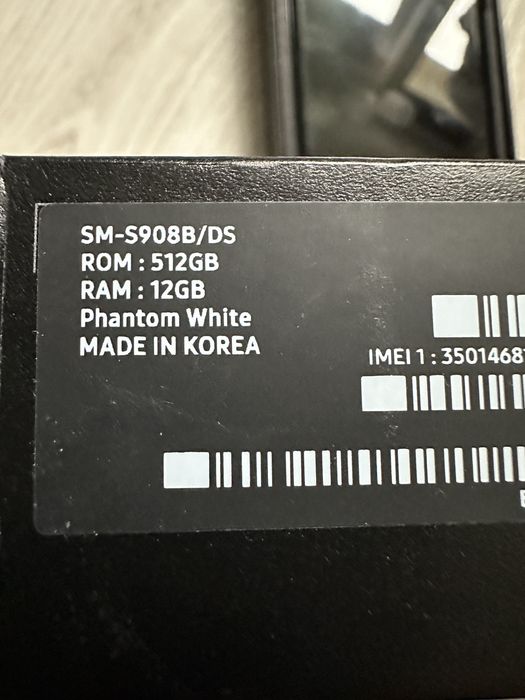 SM-S908B/DS
ROM : 512GB
RAM : 12GB
Phantom White
MADE IN KOREA
IMEI 1 : 3501468